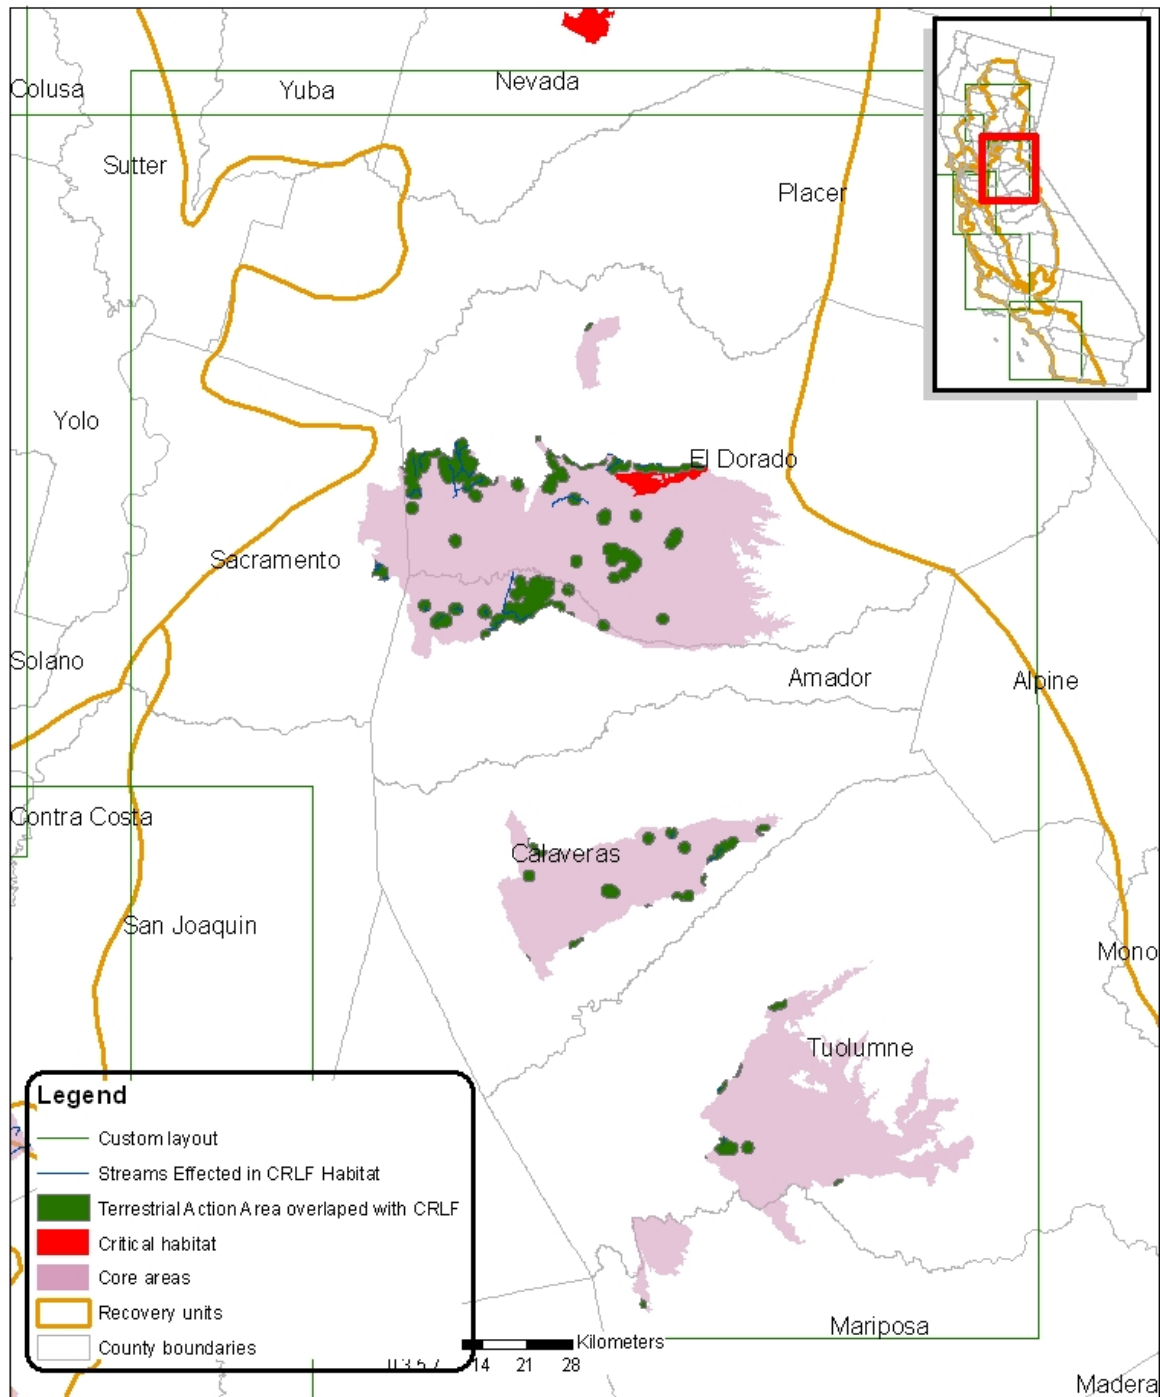 Colusa
Yuba
Nevada
Sutter
Placer
Yolo
El Dorado
Sacramento
Solano
Amador
Alpine
Contra Costa
Calaveras
San Joaquin
Mono
Tuolumne
Legend
Custom layout
Streams Effected in CRLF Habitat
Terrestrial Action Area overlaped with CRLF
Critical habitat
Core areas
Recovery units
County boundaries
Mariposa
Kilometers
14 21 28
Madera